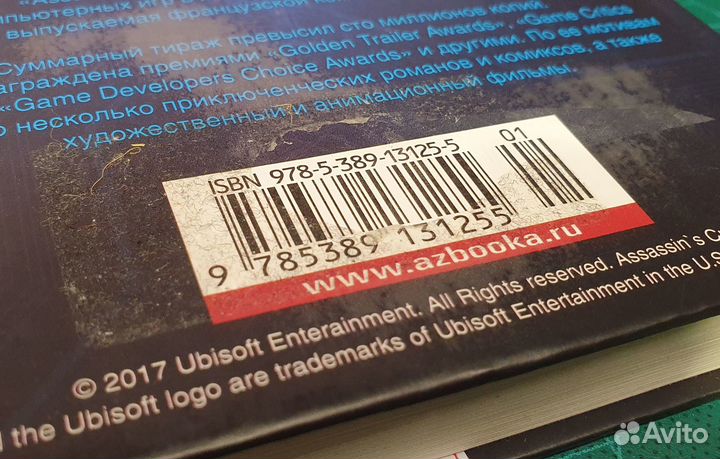 выпускаемая французской
Суммарный тираж превысил сто миллионов копий.
награждена премиями «Golden Trailer Awards», «Game Critics
«Game Developers Choice Awards» и другими. По ее мотивам
несколько приключенческих романов и комиксов, а также
художественный и анимационный фильмы.
ISBN 978-5-389-13125-5
01
9 785389 131255
www.azbooka.ru
© 2017 Ubisoft Enterainment. All Rights reserved. Assassin`s
the Ubisoft logo are trademarks of Ubisoft Entertainment in the U.S
Avito